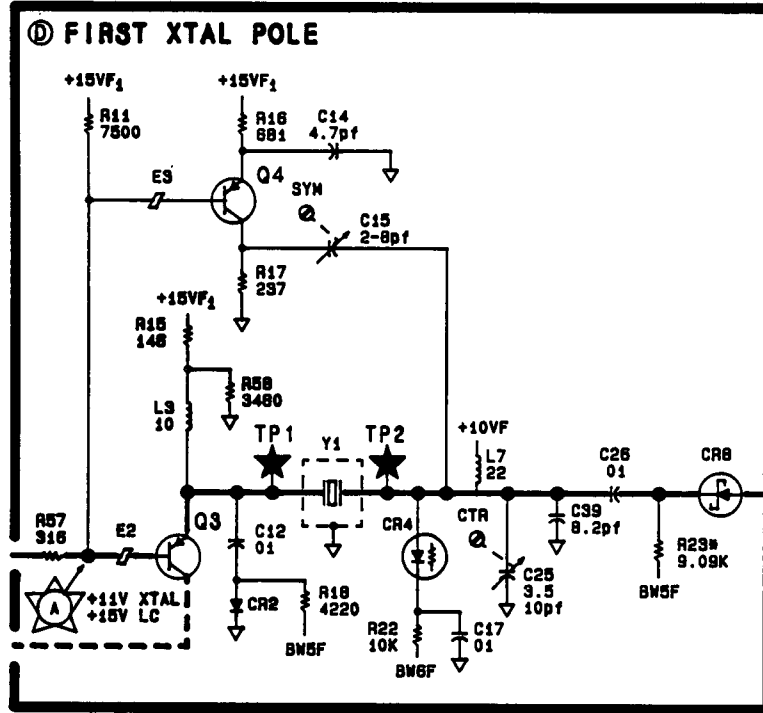 Ⓓ FIRST XTAL POLE
+15VF1
+15VF1
R11
7500
R16
681
C14
4.7pf
E3
Q4
SYM
C15
2-8pf
R17
237
+15VF1
R15
146
R58
3480
L3
10
TP1
Y1
TP2
+10VF
L7
22
C26
01
CR8
R57
316
E2
Q3
C12
01
CR4
CTR
C39
8.2pf
R23*
9.09K
BW5F
A
+11V XTAL
+15V LC
CR2
R18
4220
BW5F
R22
10K
BW6F
C17
01
C25
3.5
10pf